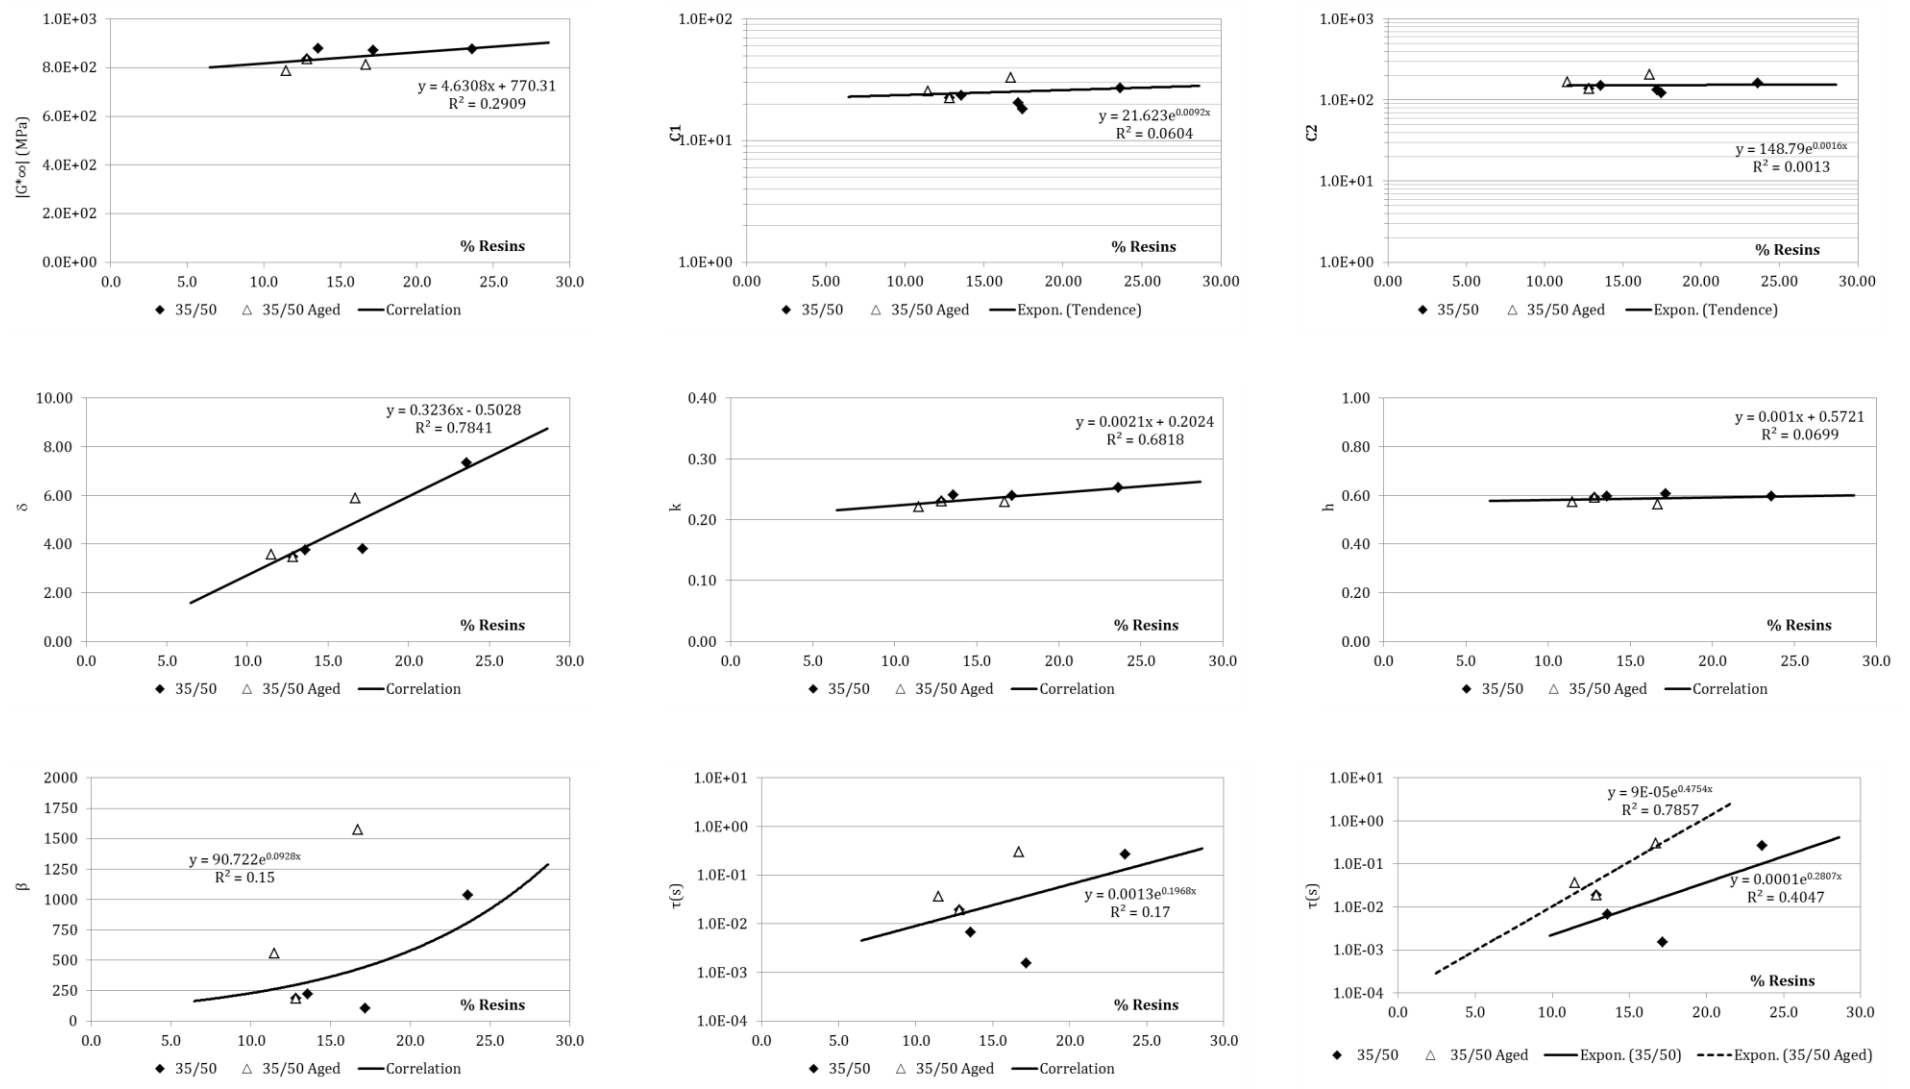 1.0E+03
8.0E+02
6.0E+02
4.0E+02
2.0E+02
0.0E+00
|G*∞| (MPa)
y = 4.6308x + 770.31
R² = 0.2909
% Resins
0.0 5.0 10.0 15.0 20.0 25.0 30.0
35/50 35/50 Aged Correlation
1.0E+02
1.0E+01
1.0E+00
C1
y = 21.623e^0.0092x
R² = 0.0604
% Resins
0.00 5.00 10.00 15.00 20.00 25.00 30.00
35/50 35/50 Aged Expon. (Tendence)
1.0E+03
1.0E+02
1.0E+01
1.0E+00
C2
y = 148.79e^0.0016x
R² = 0.0013
% Resins
0.00 5.00 10.00 15.00 20.00 25.00 30.00
35/50 35/50 Aged Expon. (Tendence)
10.00
8.00
6.00
4.00
2.00
0.00
δ
y = 0.3236x - 0.5028
R² = 0.7841
% Resins
0.0 5.0 10.0 15.0 20.0 25.0 30.0
35/50 35/50 Aged Correlation
0.40
0.30
0.20
0.10
0.00
k
y = 0.0021x + 0.2024
R² = 0.6818
% Resins
0.0 5.0 10.0 15.0 20.0 25.0 30.0
35/50 35/50 Aged Correlation
1.00
0.80
0.60
0.40
0.20
0.00
h
y = 0.001x + 0.5721
R² = 0.0699
% Resins
0.0 5.0 10.0 15.0 20.0 25.0 30.0
35/50 35/50 Aged Correlation
2000
1750
1500
1250
1000
750
500
250
0
β
y = 90.722e^0.0928x
R² = 0.15
% Resins
0.0 5.0 10.0 15.0 20.0 25.0 30.0
35/50 35/50 Aged Correlation
1.0E+01
1.0E+00
1.0E-01
1.0E-02
1.0E-03
1.0E-04
τ(s)
y = 0.0013e^0.1968x
R² = 0.17
% Resins
0.0 5.0 10.0 15.0 20.0 25.0 30.0
35/50 35/50 Aged Correlation
1.0E+01
1.0E+00
1.0E-01
1.0E-02
1.0E-03
1.0E-04
τ(s)
y = 9E-05e^0.4754x
R² = 0.7857
y = 0.0001e^0.2807x
R² = 0.4047
% Resins
0.0 5.0 10.0 15.0 20.0 25.0 30.0
35/50 35/50 Aged Expon. (35/50) Expon. (35/50 Aged)